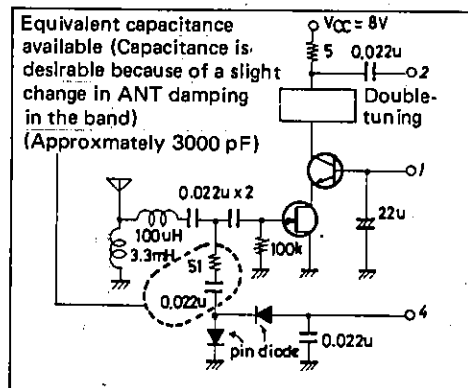 Equivalent capacitance
available (Capacitance is
desirable because of a slight
change in ANT damping
in the band)
(Approxmately 3000 pF)
VCC = 8V
5
0.022u
2
Double-
tuning
1
0.022u x 2
22u
100uH
3.3mH
51
100k
0.022u
4
pin diode
0.022u